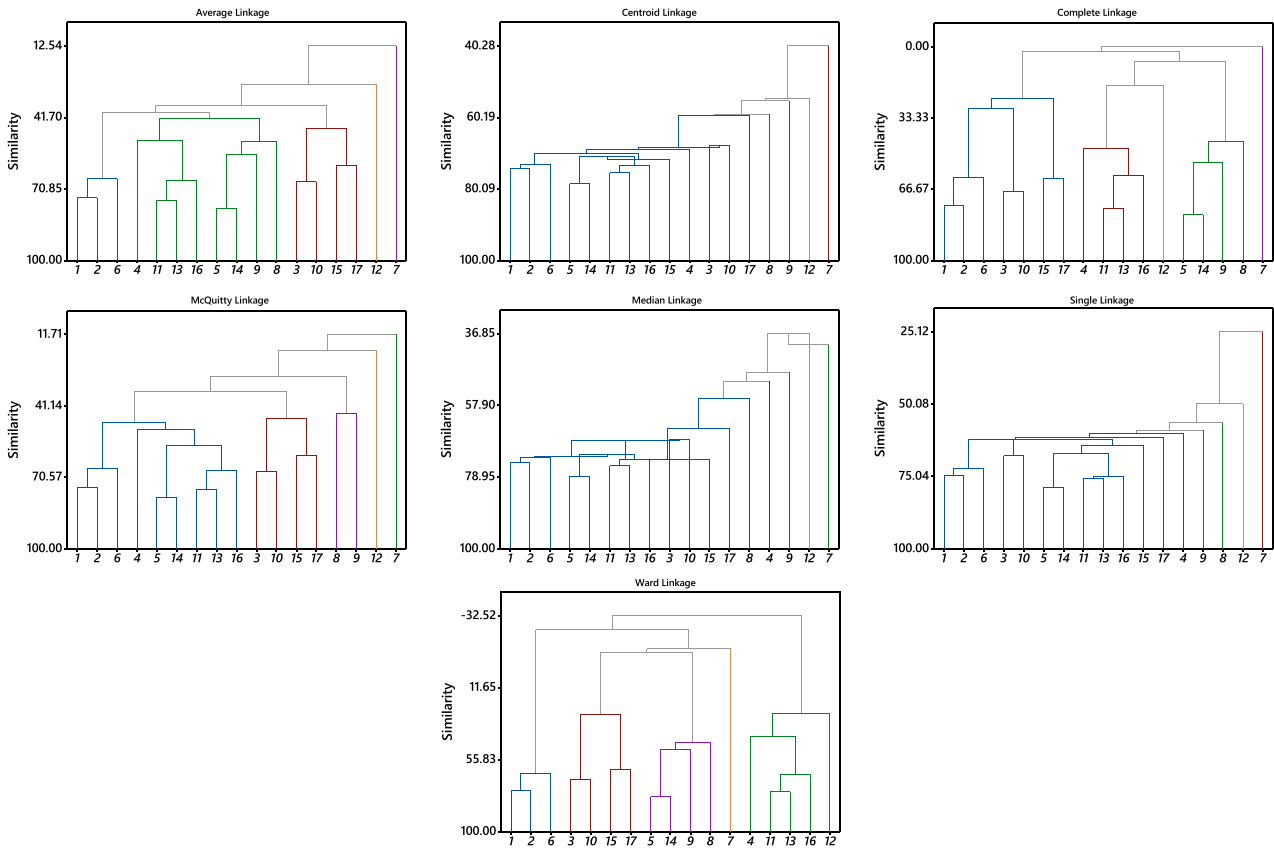 Average Linkage
Similarity
12.54
41.70
70.85
100.00
1 2 6 4 11 13 16 5 14 9 8 3 10 15 17 12 7
Centroid Linkage
Similarity
40.28
60.19
80.09
100.00
1 2 6 5 14 11 13 16 15 4 3 10 17 8 9 12 7
Complete Linkage
Similarity
0.00
33.33
66.67
100.00
1 2 6 3 10 15 17 4 11 13 16 12 5 14 9 8 7
McQuitty Linkage
Similarity
11.71
41.14
70.57
100.00
1 2 6 4 5 14 11 13 16 3 10 15 17 8 9 12 7
Median Linkage
Similarity
36.85
57.90
78.95
100.00
1 2 6 5 14 11 13 16 3 10 15 17 8 4 9 12 7
Single Linkage
Similarity
25.12
50.08
75.04
100.00
1 2 6 3 10 5 14 11 13 16 15 17 4 9 8 12 7
Ward Linkage
Similarity
-32.52
11.65
55.83
100.00
1 2 6 3 10 15 17 5 14 9 8 7 4 11 13 16 12